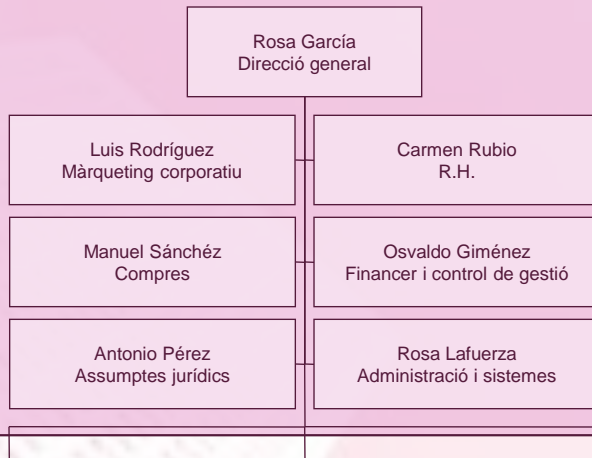 Rosa García
Direcció general
Luis Rodríguez
Màrqueting corporatiu
Carmen Rubio
R.H.
Manuel Sánchéz
Compres
Osvaldo Giménez
Financer i control de gestió
Antonio Pérez
Assumptes jurídics
Rosa Lafuerza
Administració i sistemes